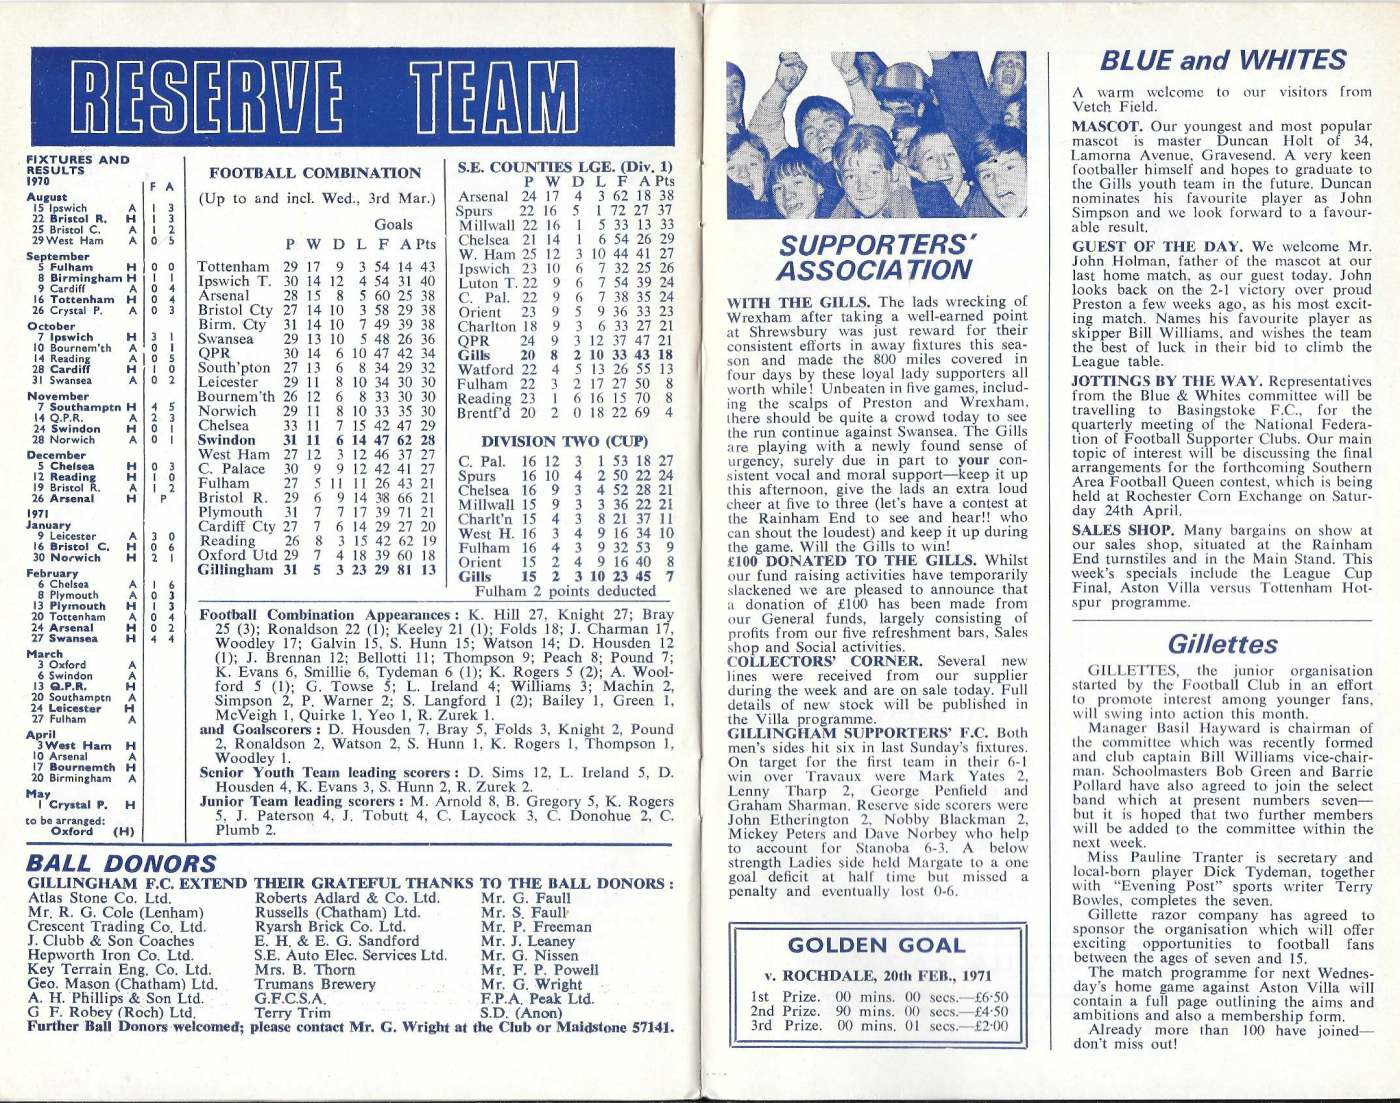 RESERVE TEAM
FIXTURES AND
RESULTS
1970
F A
August
15 Ipswich A 1 3
22 Bristol R. H 1 3
25 Bristol C. A 1 2
29 West Ham A 0 5
September
5 Fulham H 0 0
8 Birmingham H 1 1
9 Cardiff A 0 4
16 Tottenham H 0 4
26 Crystal P. A 0 3
October
7 Ipswich H 3 1
10 Bournem'th A 0 1
14 Reading A 0 5
28 Cardiff H 1 0
31 Swansea A 0 2
November
7 Southamptn H 4 5
14 Q.P.R. A 2 3
24 Swindon H 0 1
28 Norwich A 0 1
December
5 Chelsea H 0 3
12 Reading H 1 0
19 Bristol R. A 1 2
26 Arsenal H P
1971
January
9 Leicester A 3 0
16 Bristol C. H 0 6
30 Norwich H 2 1
February
6 Chelsea A 1 6
8 Plymouth A 0 3
13 Plymouth H 1 3
20 Tottenham A 0 4
24 Arsenal H 0 2
27 Swansea H 4 4
March
3 Oxford A
6 Swindon A
13 Q.P.R. H
20 Southamptn A
24 Leicester H
27 Fulham A
April
3 West Ham H
10 Arsenal A
17 Bournemth H
20 Birmingham A
May
1 Crystal P. H
to be arranged:
Oxford (H)
FOOTBALL COMBINATION
(Up to and incl. Wed., 3rd Mar.)
Goals
P W D L F A Pts
Tottenham 29 17 9 3 54 14 43
Ipswich T. 30 14 12 4 54 31 40
Arsenal 28 15 8 5 60 25 38
Bristol Cty 27 14 10 3 58 29 38
Birm. Cty 31 14 10 7 49 39 38
Swansea 29 13 10 5 48 26 36
QPR 30 14 6 10 47 42 34
South'pton 27 13 6 8 34 29 32
Leicester 29 11 8 10 34 30 30
Bournem'th 26 12 6 8 33 30 30
Norwich 29 11 8 10 33 35 30
Chelsea 33 11 7 15 42 47 29
Swindon 31 11 6 14 47 62 28
West Ham 27 12 3 12 46 37 27
C. Palace 30 9 9 12 42 41 27
Fulham 27 5 11 11 26 43 21
Bristol R. 29 6 9 14 38 66 21
Plymouth 31 7 7 17 39 71 21
Cardiff Cty 27 7 6 14 29 27 20
Reading 26 8 3 15 42 62 19
Oxford Utd 29 7 4 18 39 60 18
Gillingham 31 5 3 23 29 81 13
S.E. COUNTIES LGE. (Div. 1)
P W D L F A Pts
Arsenal 24 17 4 3 62 18 38
Spurs 22 16 5 1 72 27 37
Millwall 22 16 1 5 33 13 33
Chelsea 21 14 1 6 54 26 29
W. Ham 25 12 3 10 44 41 27
Ipswich 23 10 6 7 32 25 26
Luton T. 22 9 6 7 54 39 24
C. Pal. 22 9 6 7 38 35 24
Orient 23 9 5 9 36 33 23
Charlton 18 9 3 6 33 27 21
QPR 24 9 3 12 37 47 21
Gills 20 8 2 10 33 43 18
Watford 22 4 5 13 26 55 13
Fulham 22 3 2 17 27 50 8
Reading 23 1 6 16 15 70 8
Brentf'd 20 2 0 18 22 69 4
DIVISION TWO (CUP)
C. Pal. 16 12 3 1 53 18 27
Spurs 16 10 4 2 50 22 24
Chelsea 16 9 3 4 52 28 21
Millwall 15 9 3 3 36 22 21
Charlt'n 15 4 3 8 21 37 11
West H. 16 3 4 9 16 34 10
Fulham 16 4 3 9 32 53 9
Orient 15 2 4 9 16 40 8
Gills 15 2 3 10 23 45 7
Fulham 2 points deducted
Football Combination Appearances: K. Hill 27, Knight 27; Bray
25 (3); Ronaldson 22 (1); Keeley 21 (1); Folds 18; J. Charman 17,
Woodley 17; Galvin 15, S. Hunn 15; Watson 14; D. Housden 12
(1); J. Brennan 12; Bellotti 11; Thompson 9; Peach 8; Pound 7;
K. Evans 6, Smillie 6, Tydeman 6 (1); K. Rogers 5 (2); A. Wool-
ford 5 (1); G. Towse 5; L. Ireland 4; Williams 3; Machin 2,
Simpson 2, P. Warner 2; S. Langford 1 (2); Bailey 1, Green 1,
McVeigh 1, Quirke 1, Yeo 1, R. Zurek 1.
and Goalscorers: D. Housden 7, Bray 5, Folds 3, Knight 2, Pound
2, Ronaldson 2, Watson 2, S. Hunn 1, K. Rogers 1, Thompson 1,
Woodley 1.
Senior Youth Team leading scorers: D. Sims 12, L. Ireland 5, D.
Housden 4, K. Evans 3, S. Hunn 2, R. Zurek 2.
Junior Team leading scorers: M. Arnold 8, B. Gregory 5, K. Rogers
5, J. Paterson 4, J. Tobutt 4, C. Laycock 3, C. Donohue 2, C.
Plumb 2.
BALL DONORS
GILLINGHAM F.C. EXTEND THEIR GRATEFUL THANKS TO THE BALL DONORS:
Atlas Stone Co. Ltd. Roberts Adlard & Co. Ltd. Mr. G. Faull
Mr. R. G. Cole (Lenham) Russells (Chatham) Ltd. Mr. S. Faull
Crescent Trading Co. Ltd. Ryarsh Brick Co. Ltd. Mr. P. Freeman
J. Clubb & Son Coaches E. H. & E. G. Sandford Mr. J. Leaney
Hepworth Iron Co. Ltd. S.E. Auto Elec. Services Ltd. Mr. G. Nissen
Key Terrain Eng. Co. Ltd. Mrs. B. Thorn Mr. F. P. Powell
Geo. Mason (Chatham) Ltd. Trumans Brewery Mr. G. Wright
A. H. Phillips & Son Ltd. G.F.C.S.A. F.P.A. Peak Ltd.
G F. Robey (Roch) Ltd. Terry Trim S.D. (Anon)
Further Ball Donors welcomed; please contact Mr. G. Wright at the Club or Maidstone 57141.
SUPPORTERS'
ASSOCIATION
WITH THE GILLS. The lads wrecking of
Wrexham after taking a well-earned point
at Shrewsbury was just reward for their
consistent efforts in away fixtures this sea-
son and made the 800 miles covered in
four days by these loyal lady supporters all
worth while! Unbeaten in five games, includ-
ing the scalps of Preston and Wrexham,
there should be quite a crowd today to see
the run continue against Swansea. The Gills
are playing with a newly found sense of
urgency, surely due in part to your con-
sistent vocal and moral support—keep it up
this afternoon, give the lads an extra loud
cheer at five to three (let's have a contest at
the Rainham End to see and hear!! who
can shout the loudest) and keep it up during
the game. Will the Gills to win!
£100 DONATED TO THE GILLS. Whilst
our fund raising activities have temporarily
slackened we are pleased to announce that
a donation of £100 has been made from
our General funds, largely consisting of
profits from our five refreshment bars, Sales
shop and Social activities.
COLLECTORS' CORNER. Several new
lines were received from our supplier
during the week and are on sale today. Full
details of new stock will be published in
the Villa programme.
GILLINGHAM SUPPORTERS' F.C. Both
men's sides hit six in last Sunday's fixtures.
On target for the first team in their 6-1
win over Travaux were Mark Yates 2,
Lenny Tharp 2, George Penfield and
Graham Sharman. Reserve side scorers were
John Etherington 2, Nobby Blackman 2,
Mickey Peters and Dave Norbey who help
to account for Stanoba 6-3. A below
strength Ladies side held Margate to a one
goal deficit at half time but missed a
penalty and eventually lost 0-6.
GOLDEN GOAL
v. ROCHDALE, 20th FEB., 1971
1st Prize. 00 mins. 00 secs.—£6·50
2nd Prize. 90 mins. 00 secs.—£4·50
3rd Prize. 00 mins. 01 secs.—£2·00
BLUE and WHITES
A warm welcome to our visitors from
Vetch Field.
MASCOT. Our youngest and most popular
mascot is master Duncan Holt of 34,
Lamorna Avenue, Gravesend. A very keen
footballer himself and hopes to graduate to
the Gills youth team in the future. Duncan
nominates his favourite player as John
Simpson and we look forward to a favour-
able result.
GUEST OF THE DAY. We welcome Mr.
John Holman, father of the mascot at our
last home match, as our guest today. John
looks back on the 2-1 victory over proud
Preston a few weeks ago, as his most excit-
ing match. Names his favourite player as
skipper Bill Williams, and wishes the team
the best of luck in their bid to climb the
League table.
JOTTINGS BY THE WAY. Representatives
from the Blue & Whites committee will be
travelling to Basingstoke F.C., for the
quarterly meeting of the National Federa-
tion of Football Supporter Clubs. Our main
topic of interest will be discussing the final
arrangements for the forthcoming Southern
Area Football Queen contest, which is being
held at Rochester Corn Exchange on Satur-
day 24th April.
SALES SHOP. Many bargains on show at
our sales shop, situated at the Rainham
End turnstiles and in the Main Stand. This
week's specials include the League Cup
Final, Aston Villa versus Tottenham Hot-
spur programme.
Gillettes
GILLETTES, the junior organisation
started by the Football Club in an effort
to promote interest among younger fans,
will swing into action this month.
Manager Basil Hayward is chairman of
the committee which was recently formed
and club captain Bill Williams vice-chair-
man. Schoolmasters Bob Green and Barrie
Pollard have also agreed to join the select
band which at present numbers seven—
but it is hoped that two further members
will be added to the committee within the
next week.
Miss Pauline Tranter is secretary and
local-born player Dick Tydeman, together
with "Evening Post" sports writer Terry
Bowles, completes the seven.
Gillette razor company has agreed to
sponsor the organisation which will offer
exciting opportunities to football fans
between the ages of seven and 15.
The match programme for next Wednes-
day's home game against Aston Villa will
contain a full page outlining the aims and
ambitions and also a membership form.
Already more than 100 have joined—
don't miss out!